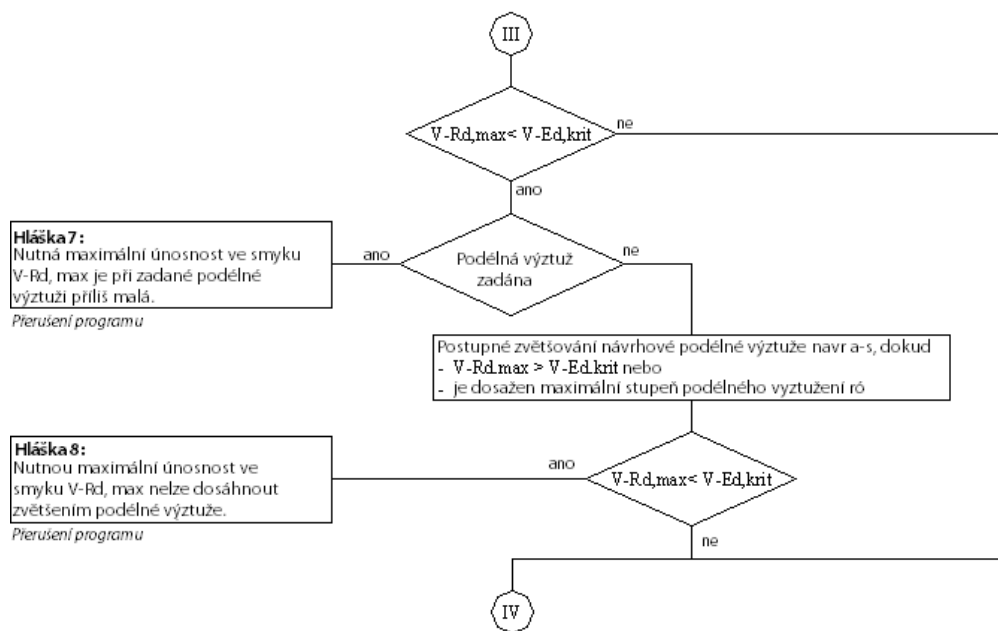 III
V-Rd,max< V-Ed,krit
ne
ano
Hláška 7:
Nutná maximální únosnost ve smyku
V-Rd, max je při zadané podélné
výztuži příliš malá.
Přerušení programu
ano
Podélná výztuž
zadána
ne
Postupné zvětšování návrhové podélné výztuže navr a-s, dokud
- V-Rd.max > V-Ed.krit nebo
- je dosažen maximální stupeň podélného vyztužení ró
Hláška 8:
Nutnou maximální únosnost ve
smyku V-Rd, max nelze dosáhnout
zvětšením podélné výztuže.
Přerušení programu
ano
V-Rd,max< V-Ed,krit
ne
IV